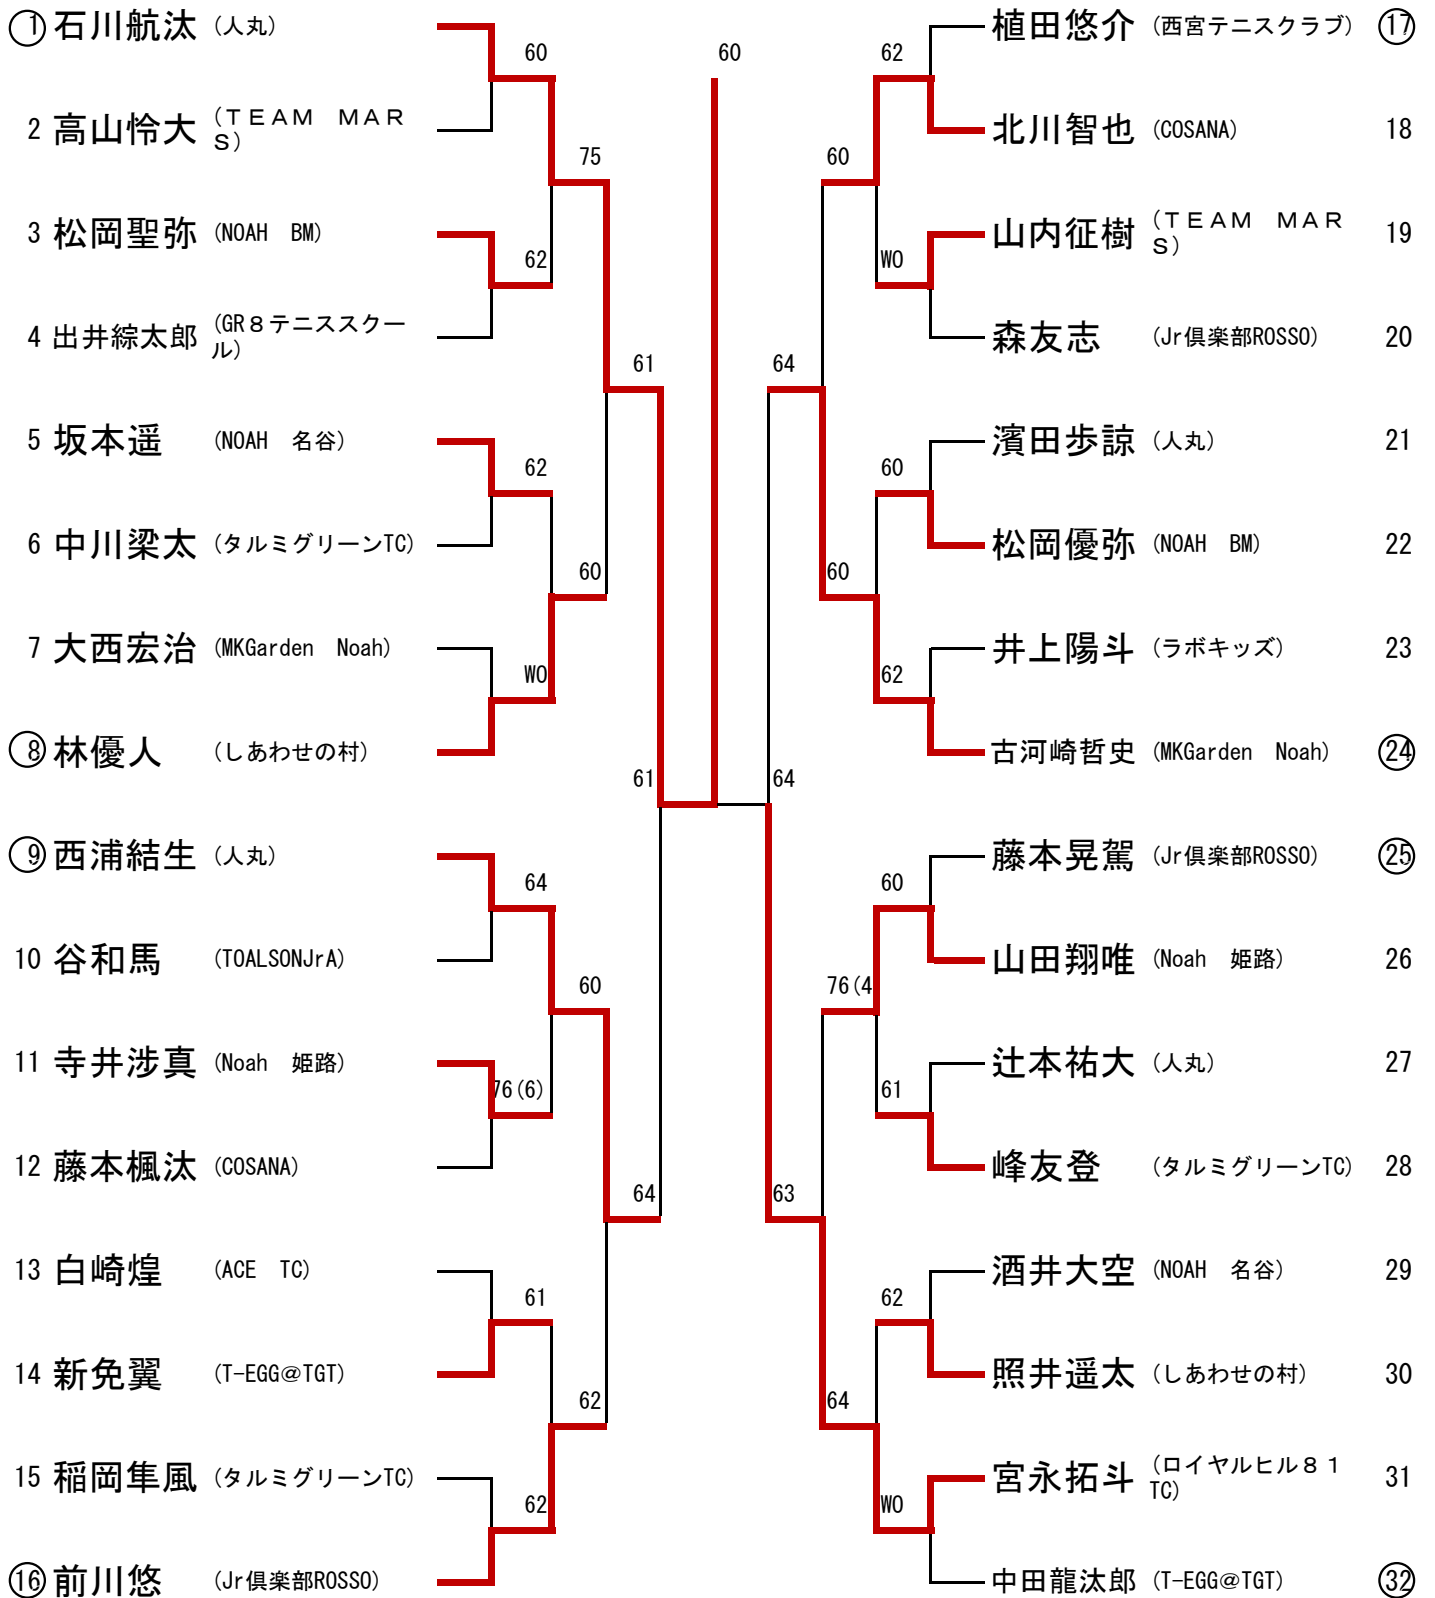 1 石川航汰 (人丸)
2 高山怜大 (ＴＥＡＭ　ＭＡＲ
Ｓ)
3 松岡聖弥 (NOAH　BM)
4 出井綜太郎 (GR８テニススクー
ル)
5 坂本遥 (NOAH　名谷)
6 中川梁太 (タルミグリーンTC)
7 大西宏治 (MKGarden　Noah)
8 林優人 (しあわせの村)
9 西浦結生 (人丸)
10 谷和馬 (TOALSONJrA)
11 寺井涉真 (Noah　姫路)
12 藤本楓汰 (COSANA)
13 白崎煌 (ACE　TC)
14 新免翼 (T-EGG@TGT)
15 稲岡隼風 (タルミグリーンTC)
16 前川悠 (Jr倶楽部ROSSO)
60
62
62
WO
64
76(6)
61
62
75
60
60
62
61
64
61
60
64
64
63
60
60
76(4
64
62
WO
60
62
60
61
62
WO
植田悠介 (西宮テニスクラブ) 17
北川智也 (COSANA) 18
山内征樹 (ＴＥＡＭ　ＭＡＲ
Ｓ) 19
森友志 (Jr倶楽部ROSSO) 20
濱田歩諒 (人丸) 21
松岡優弥 (NOAH　BM) 22
井上陽斗 (ラボキッズ) 23
古河崎哲史 (MKGarden　Noah) 24
藤本晃駕 (Jr倶楽部ROSSO) 25
山田翔唯 (Noah　姫路) 26
辻本祐大 (人丸) 27
峰友登 (タルミグリーンTC) 28
酒井大空 (NOAH　名谷) 29
照井遥太 (しあわせの村) 30
宮永拓斗 (ロイヤルヒル８１
TC) 31
中田龍汰郎 (T-EGG@TGT) 32